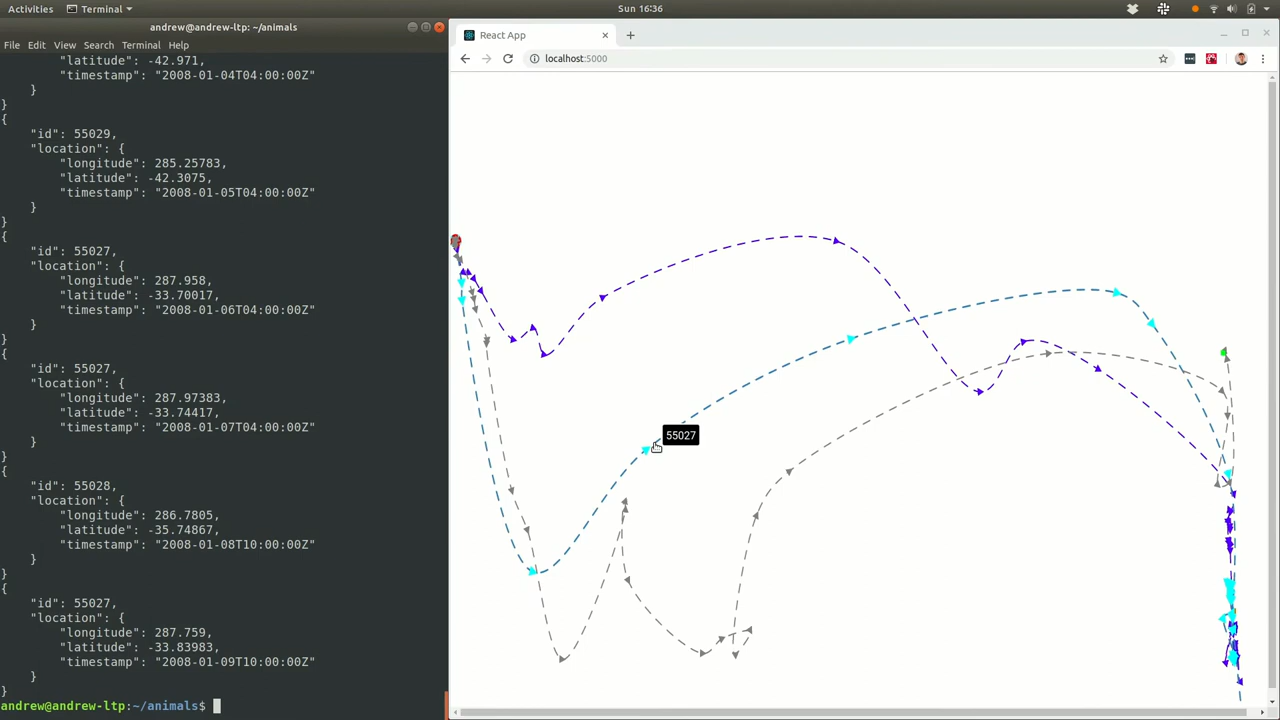 Activities Terminal Sun 16:36
andrew@andrew-ltp: ~/animals
File Edit View Search Terminal Help
"latitude": -42.971,
"timestamp": "2008-01-04T04:00:00Z"
}
}
{
"id": 55029,
"location": {
"longitude": 285.25783,
"latitude": -42.3075,
"timestamp": "2008-01-05T04:00:00Z"
}
}
{
"id": 55027,
"location": {
"longitude": 287.958,
"latitude": -33.70017,
"timestamp": "2008-01-06T04:00:00Z"
}
}
{
"id": 55027,
"location": {
"longitude": 287.97383,
"latitude": -33.74417,
"timestamp": "2008-01-07T04:00:00Z"
}
}
{
"id": 55028,
"location": {
"longitude": 286.7805,
"latitude": -35.74867,
"timestamp": "2008-01-08T10:00:00Z"
}
}
{
"id": 55027,
"location": {
"longitude": 287.759,
"latitude": -33.83983,
"timestamp": "2008-01-09T10:00:00Z"
}
}
andrew@andrew-ltp:~/animals$
React App
localhost:5000
55027